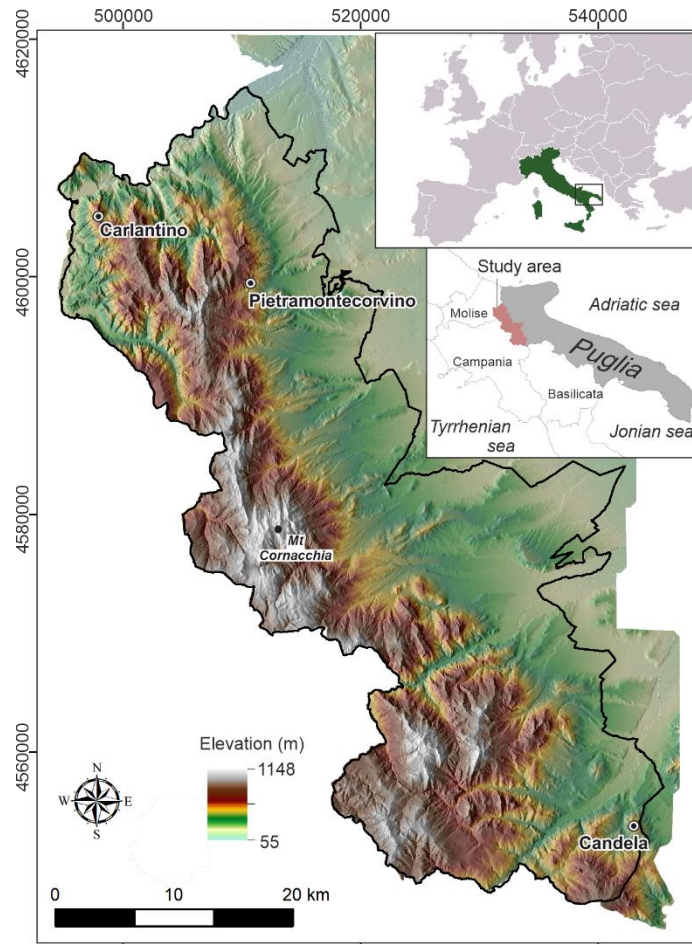 500000
520000
540000
4620000
4600000
4580000
4560000
Carlantino
Pietramontecorvino
Mt
Cornacchia
Candela
Study area
Molise
Adriatic sea
Puglia
Campania
Basilicata
Tyrrhenian
sea
Jonian sea
Elevation (m)
1148
55
N
W
E
S
0
10
20 km